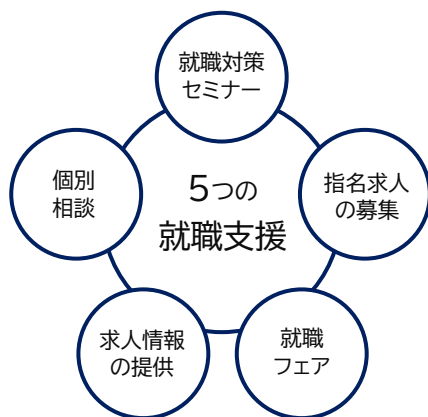 就職対策
セミナー
個別
相談
5つの
就職支援
指名求人
の募集
求人情報
の提供
就職
フェア